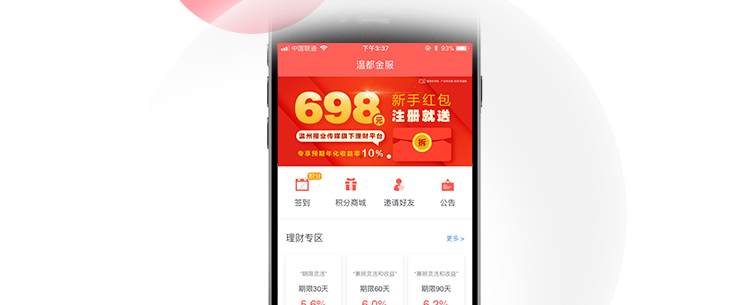 中国联通 下午3:37 93%
温都金服
698元 新手红包
注册就送
温州报业传媒旗下理财平台
专享预期年化收益率10%
拆
积分
签到 积分商城 邀请好友 公告
理财专区 更多>
"期限灵活" "兼顾灵活和收益" "兼顾灵活和收益"
期限30天 期限60天 期限90天
5.6% 6.0% 6.2%